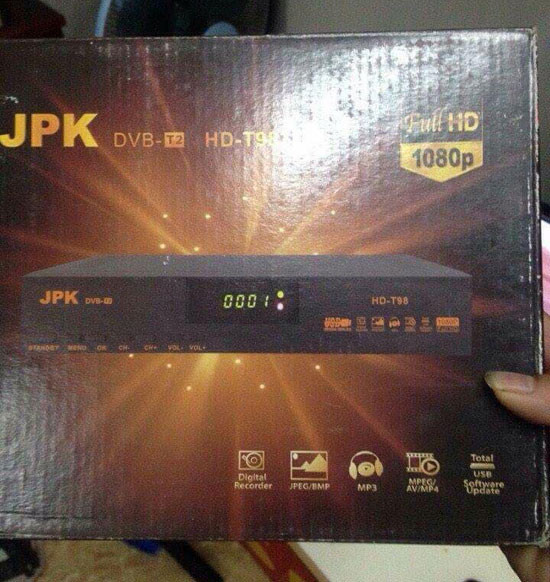 JPK DVB-T2 HD-T98
Full HD
1080p
JPK DVB-T2
0001
HD-T98
STANDBY MENU OK CH- CH+ VOL- VOL+
Digital
Recorder
JPEG/BMP
MP3
MPEG/
AV/MP4
Total
USB
Software
Update